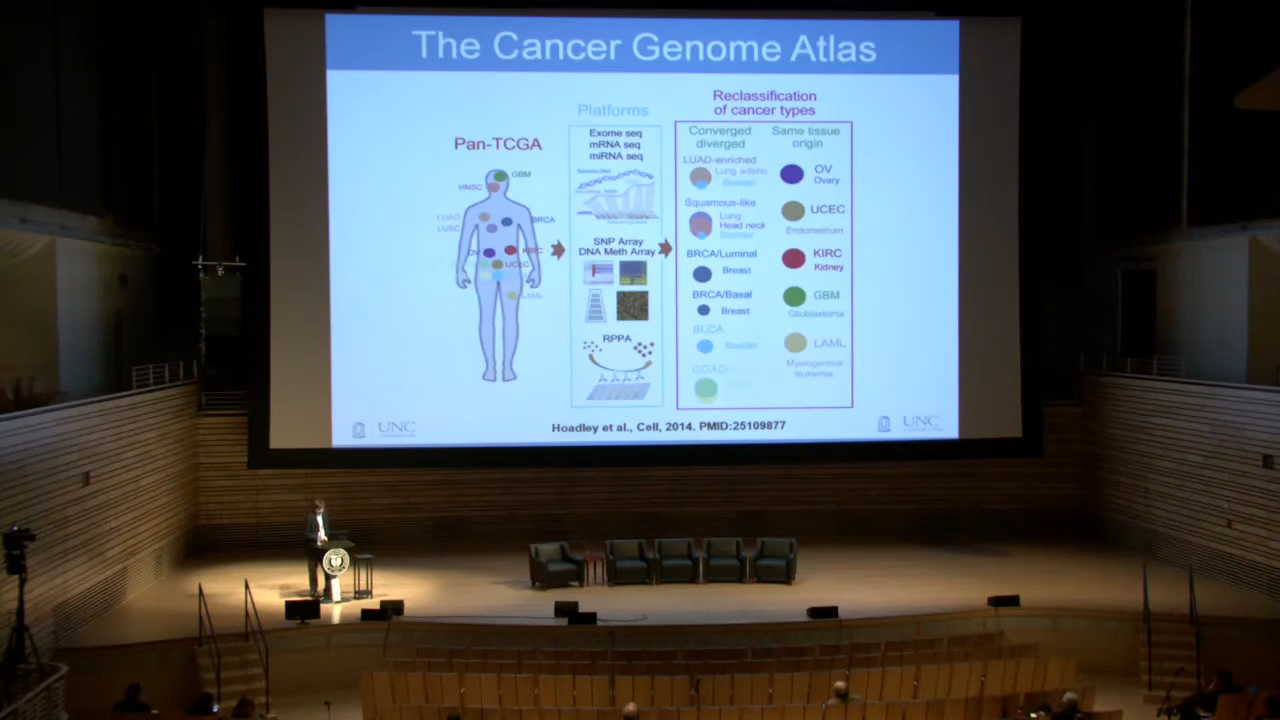 The Cancer Genome Atlas
Pan-TCGA
GBM
HNSC
LUAD
LUSC
BRCA
OV
KIRC
UCEC
LAML
Platforms
Exome seq
mRNA seq
miRNA seq
SNP Array
DNA Meth Array
RPPA
Reclassification
of cancer types
Converged
diverged
LUAD-enriched
Lung adeno
Bladder
Squamous-like
Lung
Head neck
Bladder
BRCA/Luminal
Breast
BRCA/Basal
Breast
BLCA
Bladder
COAD
Same tissue
origin
OV
Ovary
UCEC
Endometrium
KIRC
Kidney
GBM
Glioblastoma
LAML
Myelogenous
leukemia
UNC
Hoadley et al., Cell, 2014. PMID:25109877
UNC